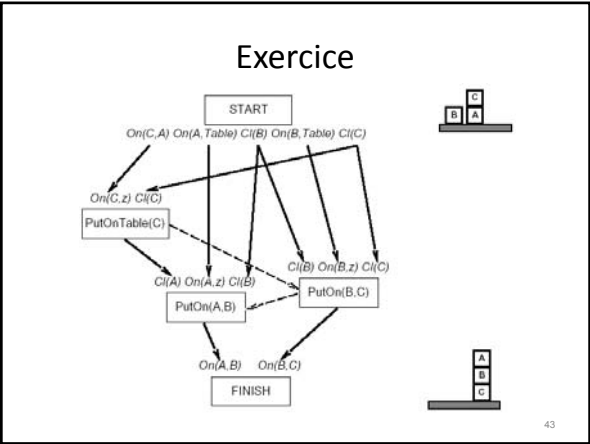 Exercice
START
On(C,A) On(A,Table) Cl(B) On(B,Table) Cl(C)
C
B A
On(C,z) Cl(C)
PutOnTable(C)
Cl(A) On(A,z) Cl(B)
PutOn(A,B)
Cl(B) On(B,z) Cl(C)
PutOn(B,C)
On(A,B) On(B,C)
FINISH
A
B
C
43